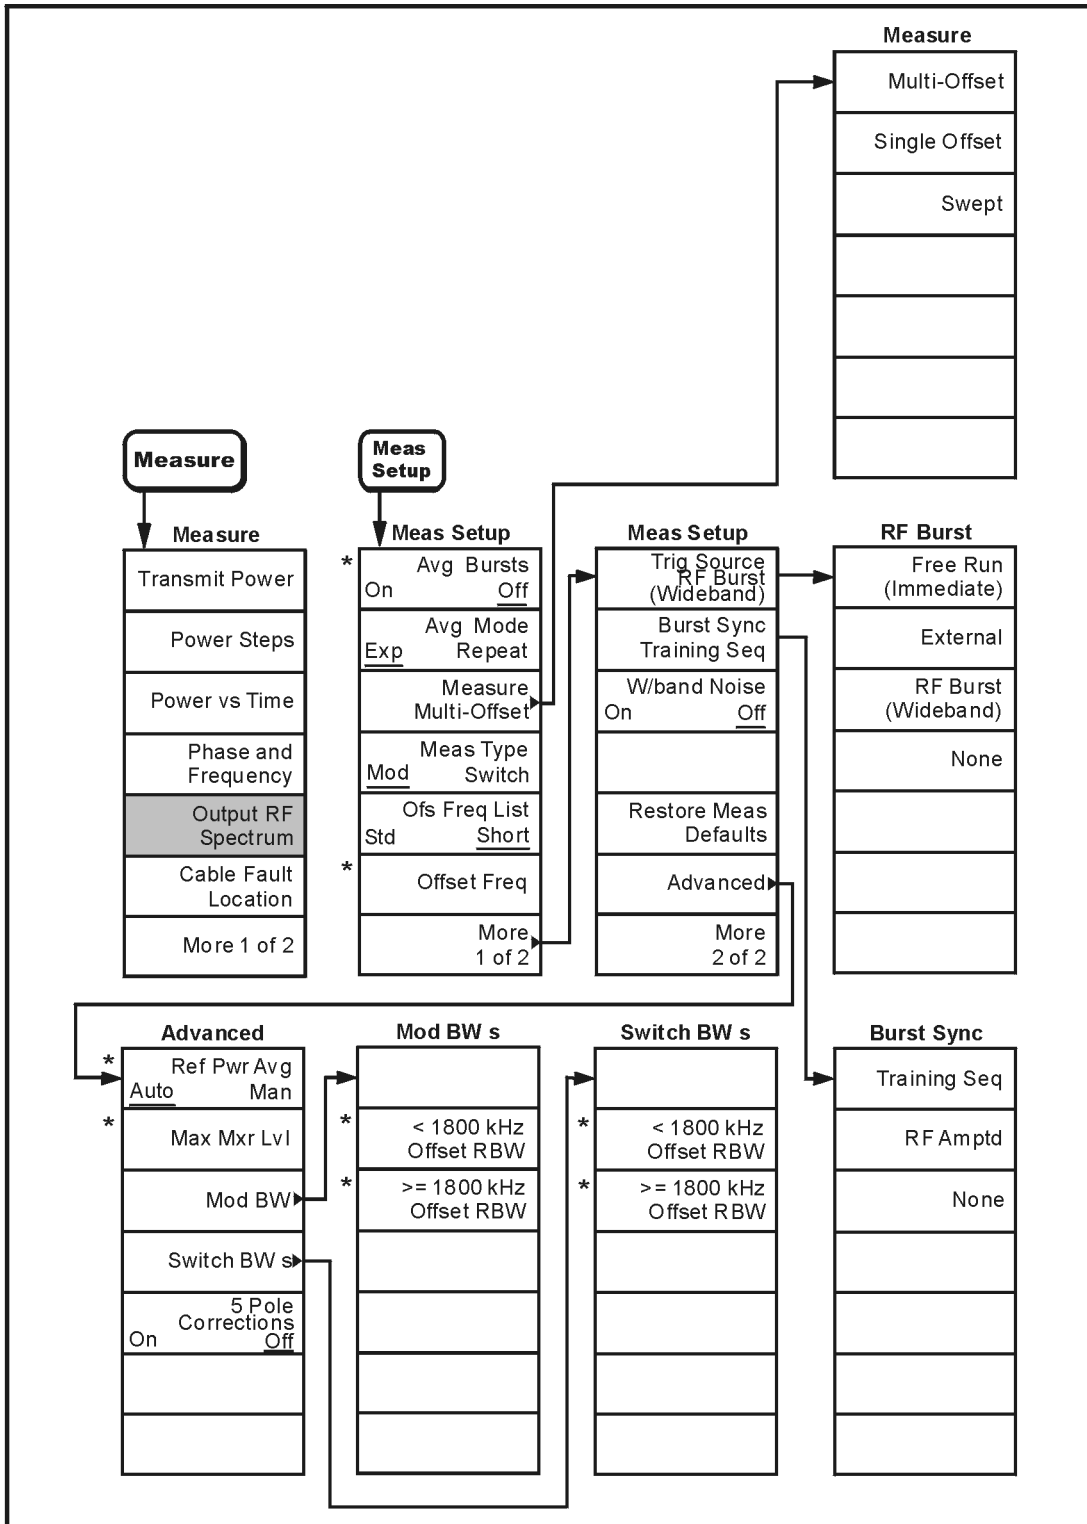 Measure
Multi-Offset
Single Offset
Swept
Measure
Measure
Transmit Power
Power Steps
Power vs Time
Phase and
Frequency
Output RF
Spectrum
Cable Fault
Location
More 1 of 2
Meas
Setup
Meas Setup
* Avg Bursts
On Off
Avg Mode
Exp Repeat
Measure
Multi-Offset
Meas Type
Mod Switch
Ofs Freq List
Std Short
* Offset Freq
More
1 of 2
Meas Setup
Trig Source
RF Burst
(Wideband)
Burst Sync
Training Seq
W/band Noise
On Off
Restore Meas
Defaults
Advanced
More
2 of 2
RF Burst
Free Run
(Immediate)
External
RF Burst
(Wideband)
None
Advanced
* Ref Pwr Avg
Auto Man
* Max Mxr Lvl
Mod BW
Switch BW s
5 Pole
Corrections
On Off
Mod BW s
* < 1800 kHz
Offset RBW
* >= 1800 kHz
Offset RBW
Switch BW s
* < 1800 kHz
Offset RBW
* >= 1800 kHz
Offset RBW
Burst Sync
Training Seq
RF Amptd
None